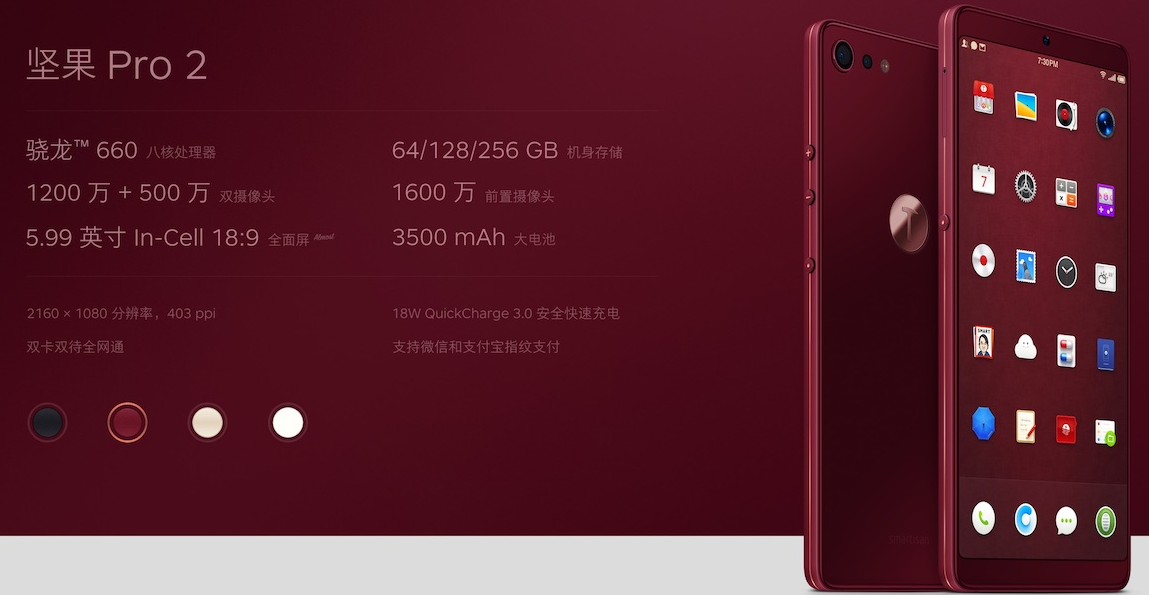 坚果 Pro 2
骁龙™ 660 八核处理器
64/128/256 GB 机身存储
1200 万 + 500 万 双摄像头
1600 万 前置摄像头
5.99 英寸 In-Cell 18:9 全面屏 Almost
3500 mAh 大电池
2160 × 1080 分辨率，403 ppi
18W QuickCharge 3.0 安全快速充电
双卡双待全网通
支持微信和支付宝指纹支付
7:30PM
7
SMART
smartisan